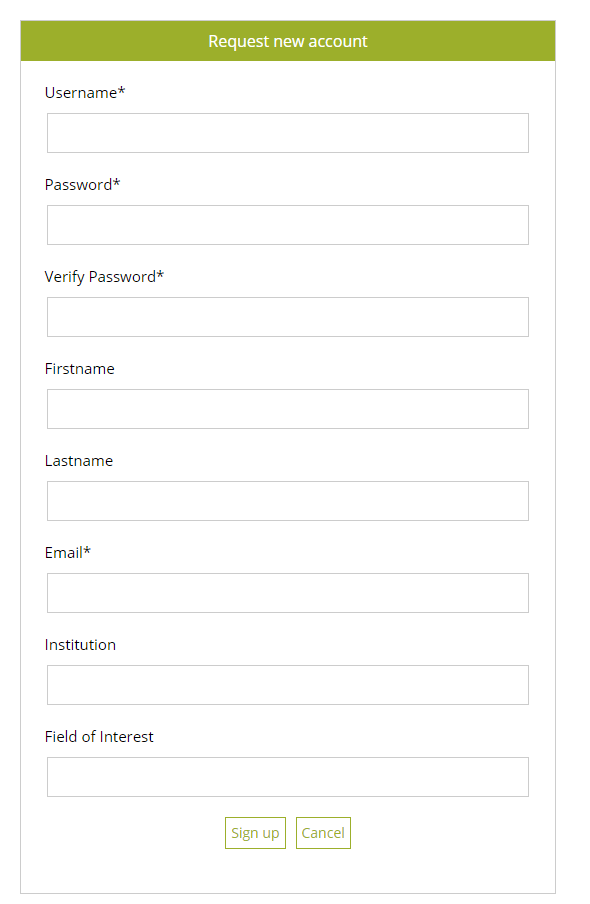 Request new account
Username*
Password*
Verify Password*
Firstname
Lastname
Email*
Institution
Field of Interest
Sign up Cancel